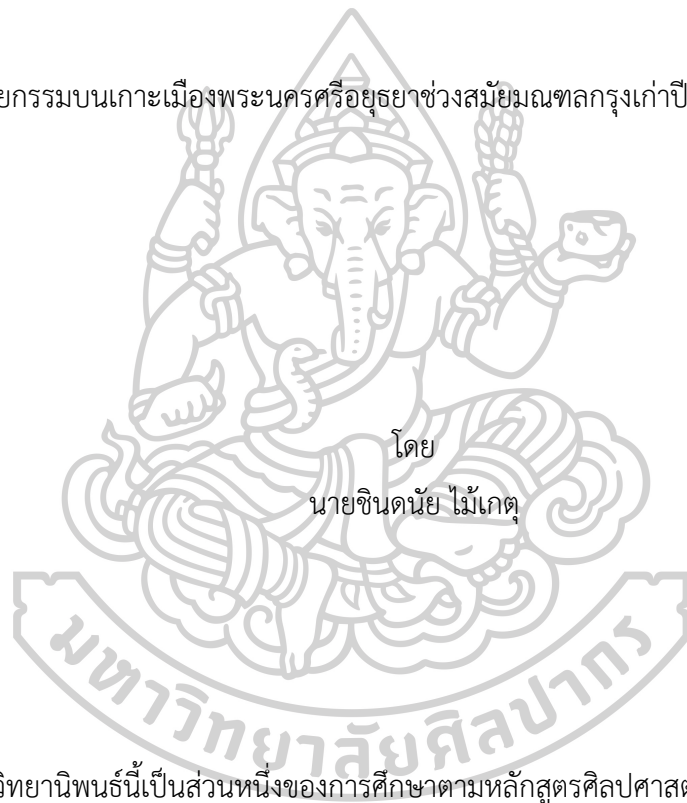 ยกรรมบนเกาะเมืองพระนครศรีอยุธยาช่วงสมัยมณฑลกรุงเก่าปี
โดย
นายชินดนัย ไม้เกตุ
มหาวิทยาลัยศิลปากร
วิทยานิพนธ์นี้เป็นส่วนหนึ่งของการศึกษาตามหลักสูตรศิลปศาสต